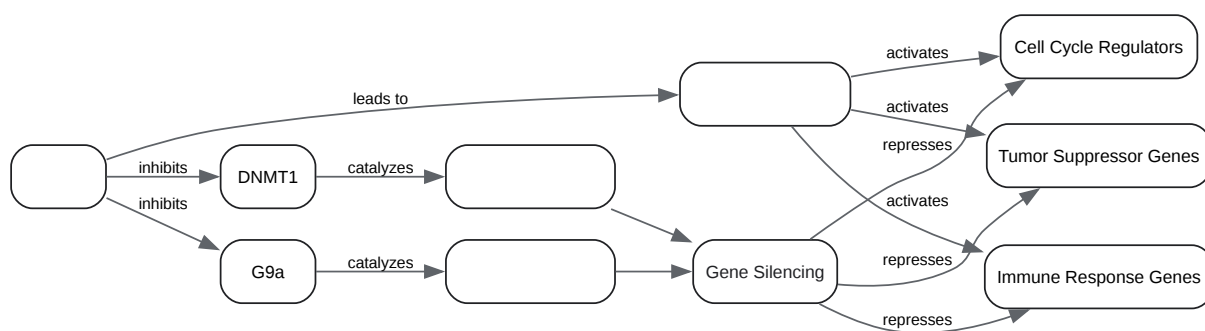 activates
Cell Cycle Regulators
leads to
activates
represses
Tumor Suppressor Genes
inhibits
DNMT1
catalyzes
inhibits
activates
G9a
catalyzes
Gene Silencing
represses
Immune Response Genes
represses